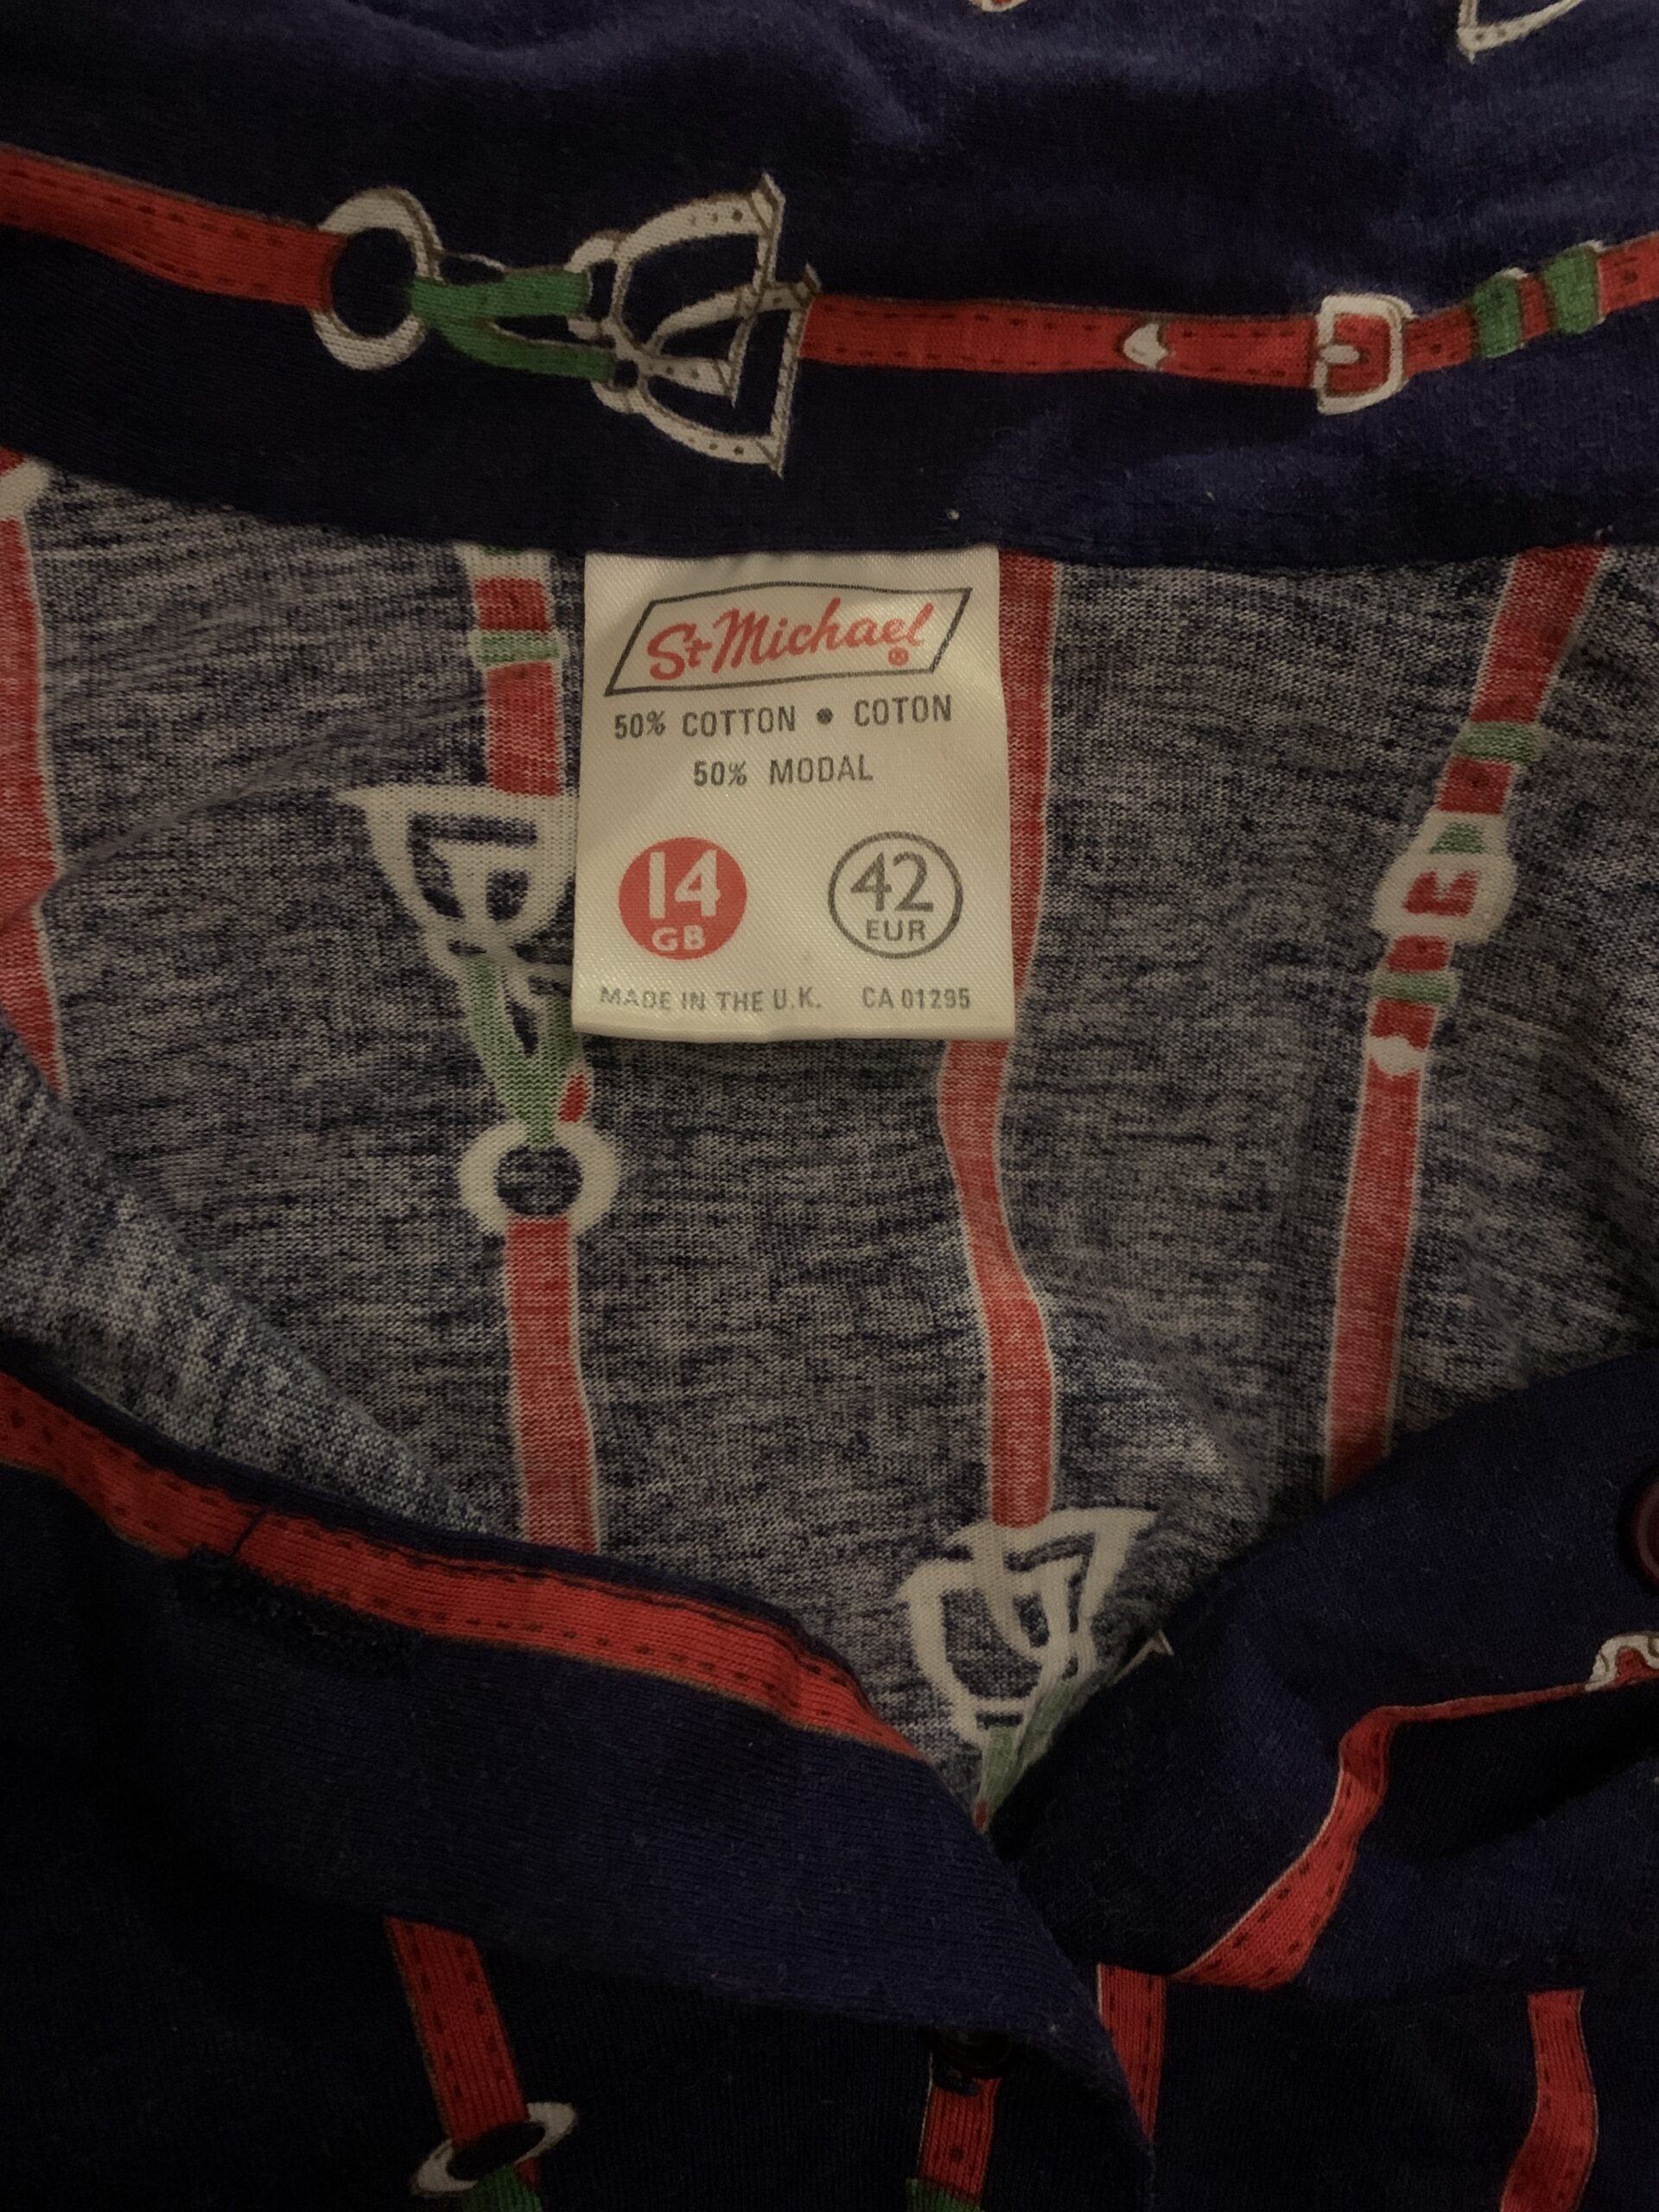 St Michael®
50% COTTON • COTON
50% MODAL
14 42
GB EUR
MADE IN THE U.K. CA 01295